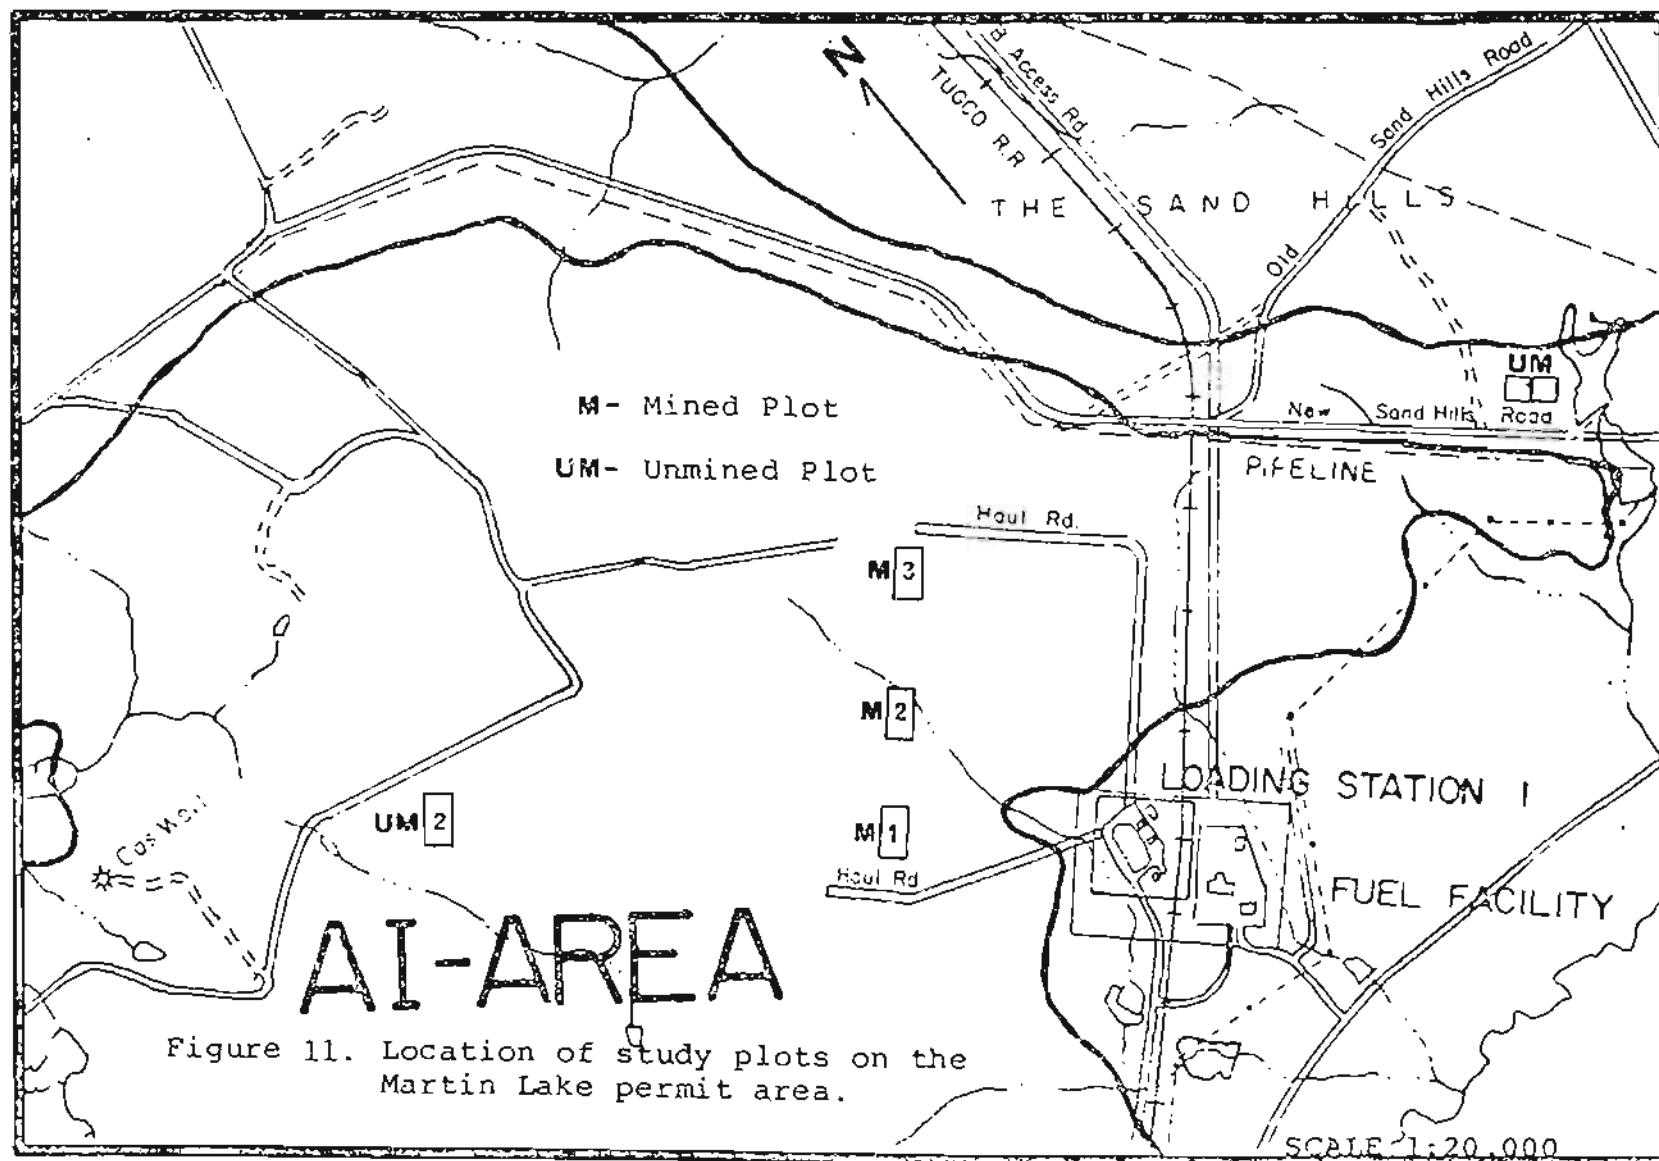 N
d Access Rd
TUGCO R.R
Sand Hills Road
THE SAND HILLS
Old
UM
M- Mined Plot
New Sand Hills Road
UM- Unmined Plot
PIPELINE
Haul Rd.
M 3
M 2
LOADING STATION 1
Gas Well
UM 2
M 1
Haul Rd
FUEL FACILITY
AI-AREA
Figure 11. Location of study plots on the
Martin Lake permit area.
SCALE 1:20,000